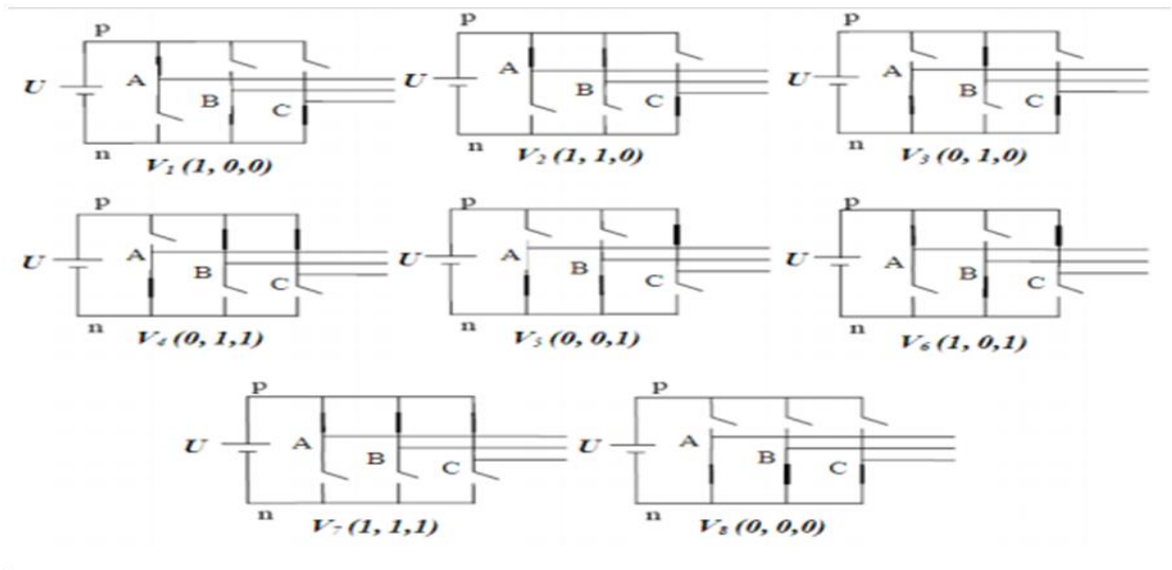 p p p
U A B C U A B C U A B C
n n n
V₁ (1, 0,0) V₂ (1, 1,0) V₃ (0, 1,0)
p p p
U A B C U A B C U A B C
n n n
V₄ (0, 1,1) V₅ (0, 0,1) V₆ (1, 0,1)
p p
U A B C U A B C
n n
V₇ (1, 1,1) V₈ (0, 0,0)